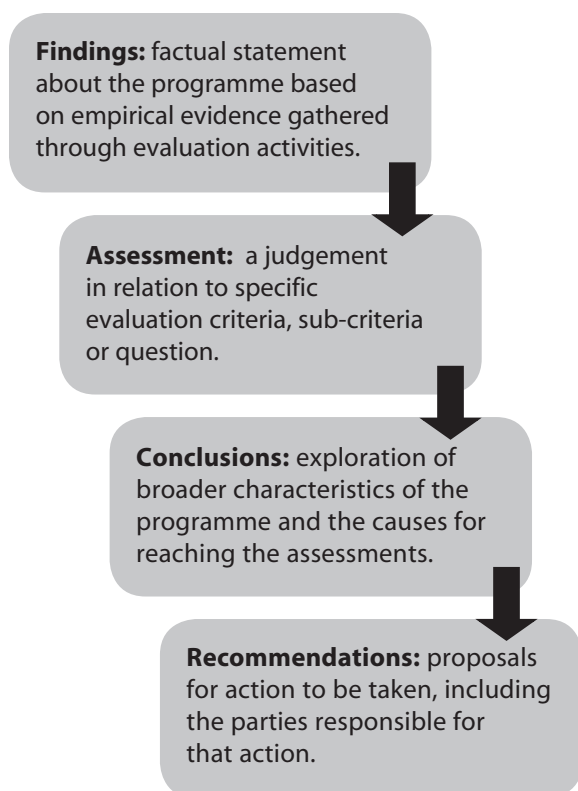 Findings: factual statement
about the programme based
on empirical evidence gathered
through evaluation activities.
Assessment: a judgement
in relation to specific
evaluation criteria, sub-criteria
or question.
Conclusions: exploration of
broader characteristics of the
programme and the causes for
reaching the assessments.
Recommendations: proposals
for action to be taken, including
the parties responsible for
that action.